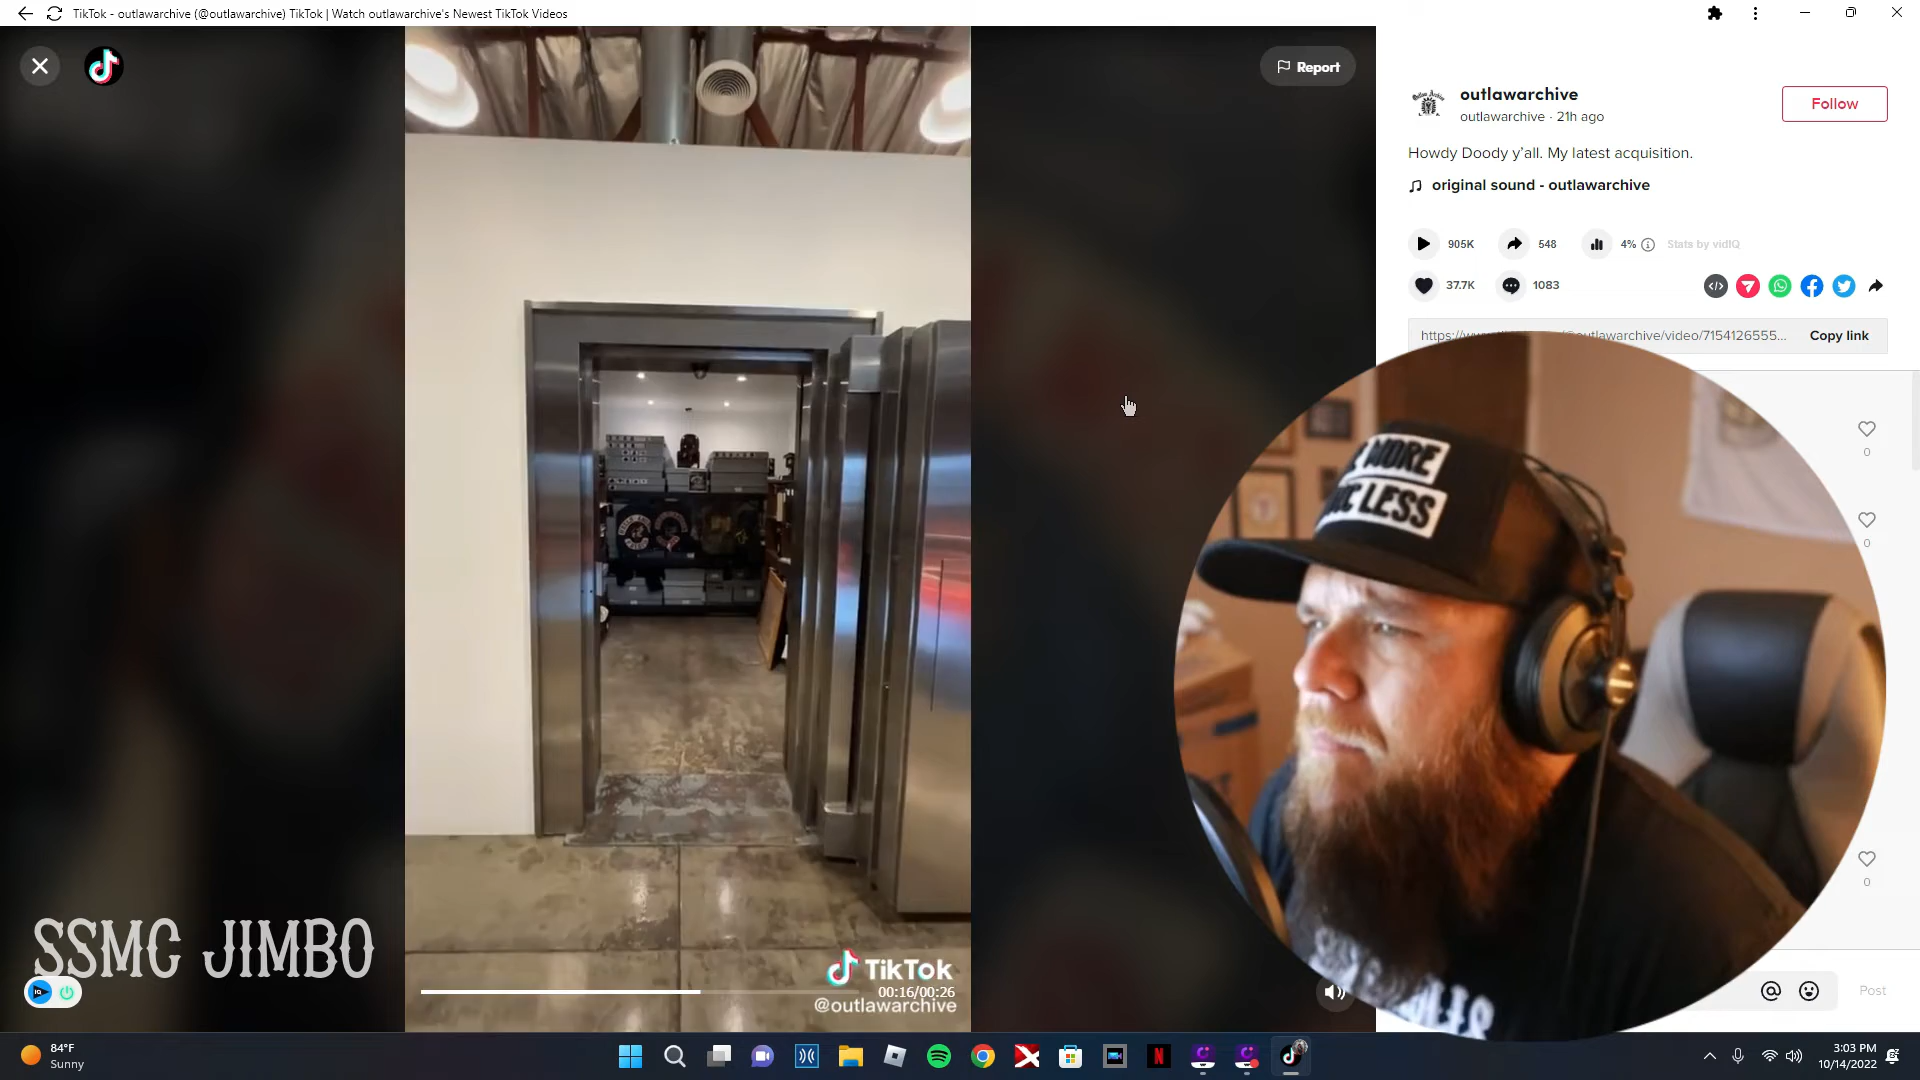 TikTok - outlawarchive (@outlawarchive) TikTok | Watch outlawarchive's Newest TikTok Videos
Report
outlawarchive
outlawarchive · 21h ago
Follow
Howdy Doody y'all. My latest acquisition.
original sound - outlawarchive
905K
548
4%
Stats by vidIQ
37.7K
1083
Copy link
0
0
0
MORE
LESS
SSMC JIMBO
TikTok
00:16/00:26
@outlawarchive
Post
84°F
Sunny
3:03 PM
10/14/2022